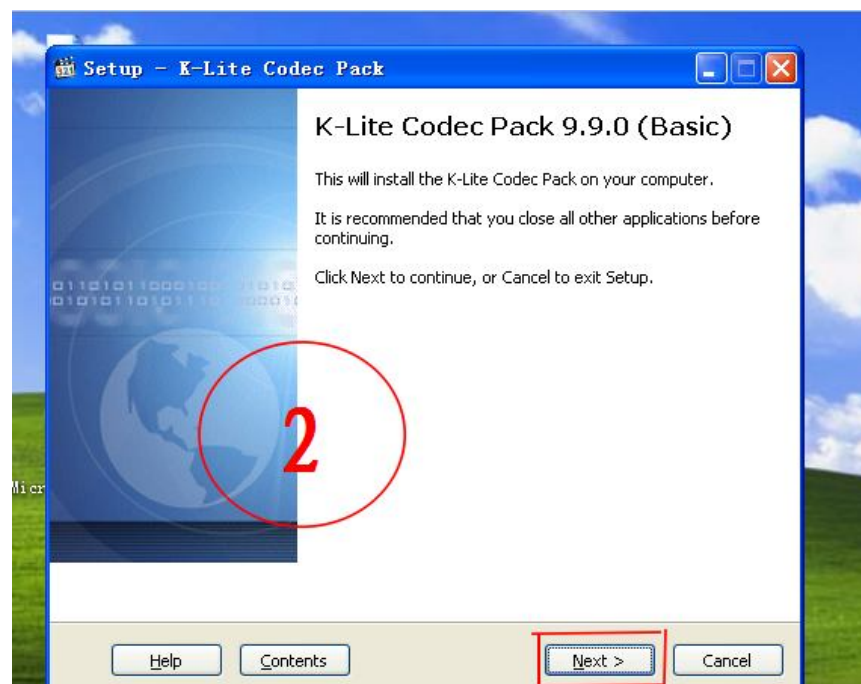 Setup - K-Lite Codec Pack
K-Lite Codec Pack 9.9.0 (Basic)
This will install the K-Lite Codec Pack on your computer.
It is recommended that you close all other applications before
continuing.
Click Next to continue, or Cancel to exit Setup.
2
Micr
Help
Contents
Next >
Cancel